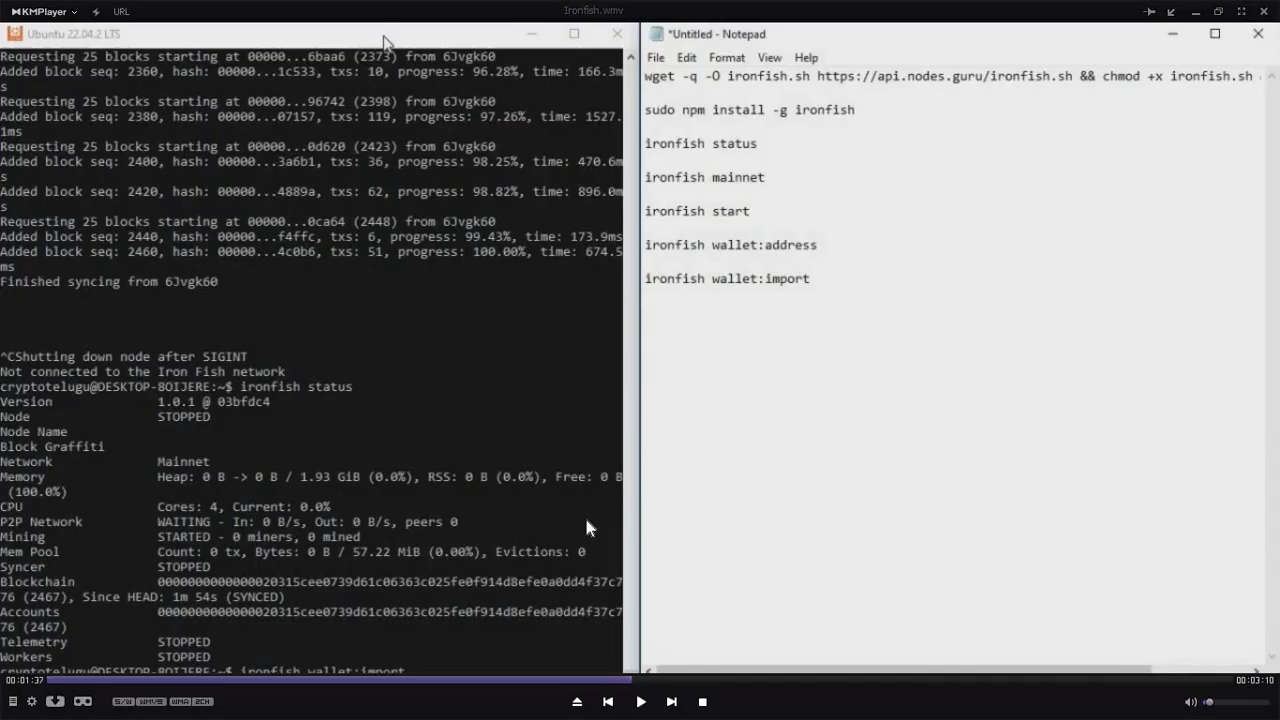 KMPlayer
URL
Ironfish.wmv
Ubuntu 22.04.2 LTS
Requesting 25 blocks starting at 00000...6baa6 (2373) from 6Jvgk60
Added block seq: 2360, hash: 00000...1c533, txs: 10, progress: 96.28%, time: 166.3m
s
Requesting 25 blocks starting at 00000...96742 (2398) from 6Jvgk60
Added block seq: 2380, hash: 00000...07157, txs: 119, progress: 97.26%, time: 1527.
1ms
Requesting 25 blocks starting at 00000...0d620 (2423) from 6Jvgk60
Added block seq: 2400, hash: 00000...3a6b1, txs: 36, progress: 98.25%, time: 470.6m
s
Added block seq: 2420, hash: 00000...4889a, txs: 62, progress: 98.82%, time: 896.0m
s
Requesting 25 blocks starting at 00000...0ca64 (2448) from 6Jvgk60
Added block seq: 2440, hash: 00000...f4ffc, txs: 6, progress: 99.43%, time: 173.9ms
Added block seq: 2460, hash: 00000...4c0b6, txs: 51, progress: 100.00%, time: 674.5
ms
Finished syncing from 6Jvgk60
^CShutting down node after SIGINT
Not connected to the Iron Fish network
cryptotelugu@DESKTOP-8OIJERE:~$ ironfish status
Version 1.0.1 @ 03bfdc4
Node STOPPED
Node Name
Block Graffiti
Network Mainnet
Memory Heap: 0 B -> 0 B / 1.93 GiB (0.0%), RSS: 0 B (0.0%), Free: 0 B
(100.0%)
CPU Cores: 4, Current: 0.0%
P2P Network WAITING - In: 0 B/s, Out: 0 B/s, peers 0
Mining STARTED - 0 miners, 0 mined
Mem Pool Count: 0 tx, Bytes: 0 B / 57.22 MiB (0.00%), Evictions: 0
Syncer STOPPED
Blockchain 0000000000000020315cee0739d61c06363c025fe0f914d8efe0a0dd4f37c7
76 (2467), Since HEAD: 1m 54s (SYNCED)
Accounts 0000000000000020315cee0739d61c06363c025fe0f914d8efe0a0dd4f37c7
76 (2467)
Telemetry STOPPED
Workers STOPPED
cryptotelugu@DESKTOP-8OIJERE:~$ ironfish wallet:import
*Untitled - Notepad
File Edit Format View Help
wget -q -O ironfish.sh https://api.nodes.guru/ironfish.sh && chmod +x ironfish.sh
sudo npm install -g ironfish
ironfish status
ironfish mainnet
ironfish start
ironfish wallet:address
ironfish wallet:import
00:01:37
00:03:10
S/W WMV3 WMA 2CH